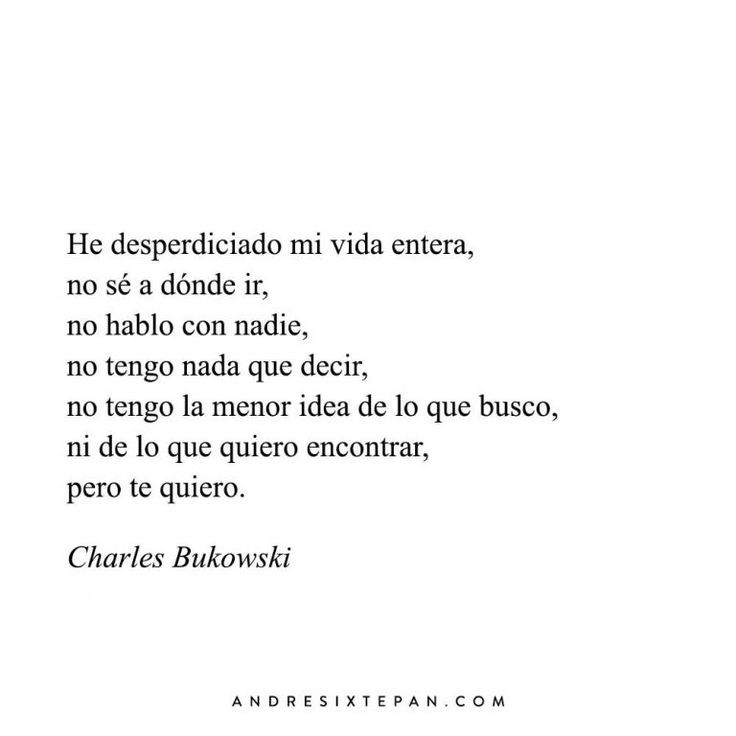 He desperdiciado mi vida entera,
no sé a dónde ir,
no hablo con nadie,
no tengo nada que decir,
no tengo la menor idea de lo que busco,
ni de lo que quiero encontrar,
pero te quiero.
Charles Bukowski
ANDRESIXTEPAN.COM